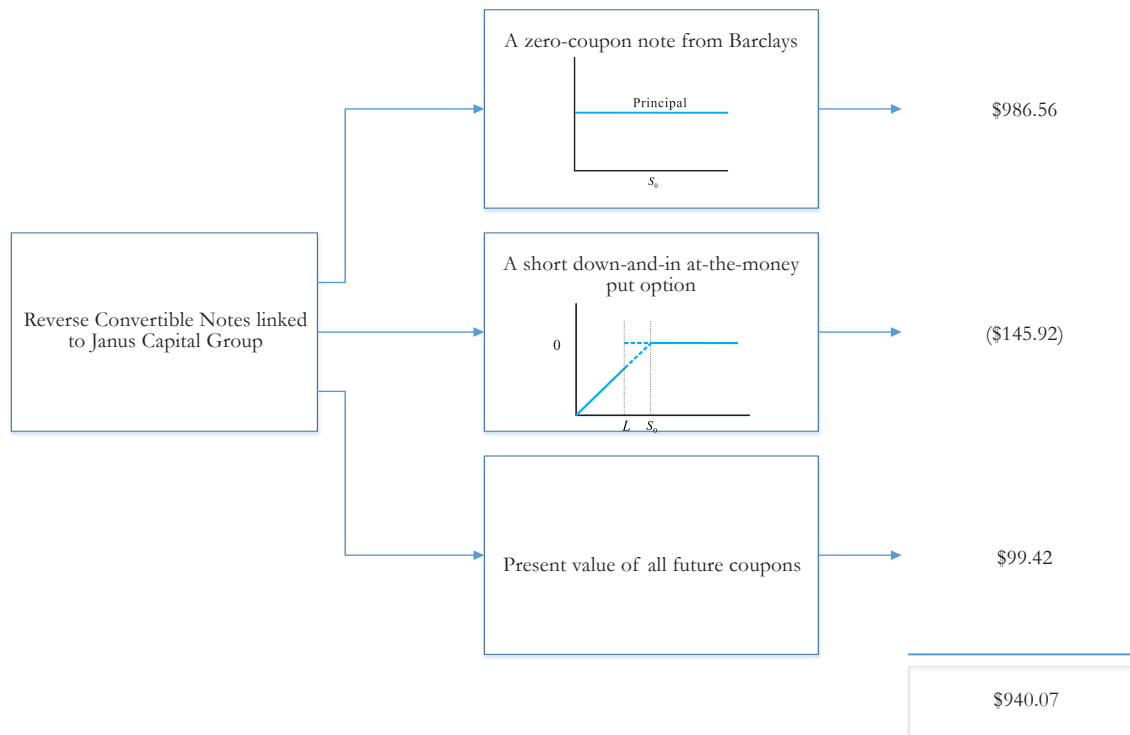 A zero-coupon note from Barclays
Principal
S₀
$986.56
Reverse Convertible Notes linked
to Janus Capital Group
A short down-and-in at-the-money
put option
0
L
S₀
($145.92)
Present value of all future coupons
$99.42
$940.07